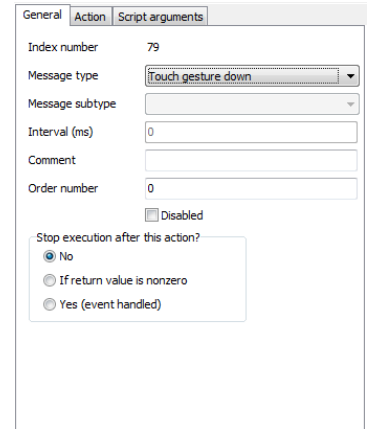 General Action Script arguments
Index number 79
Message type Touch gesture down
Message subtype
Interval (ms) 0
Comment
Order number 0
Disabled
Stop execution after this action?
No
If return value is nonzero
Yes (event handled)